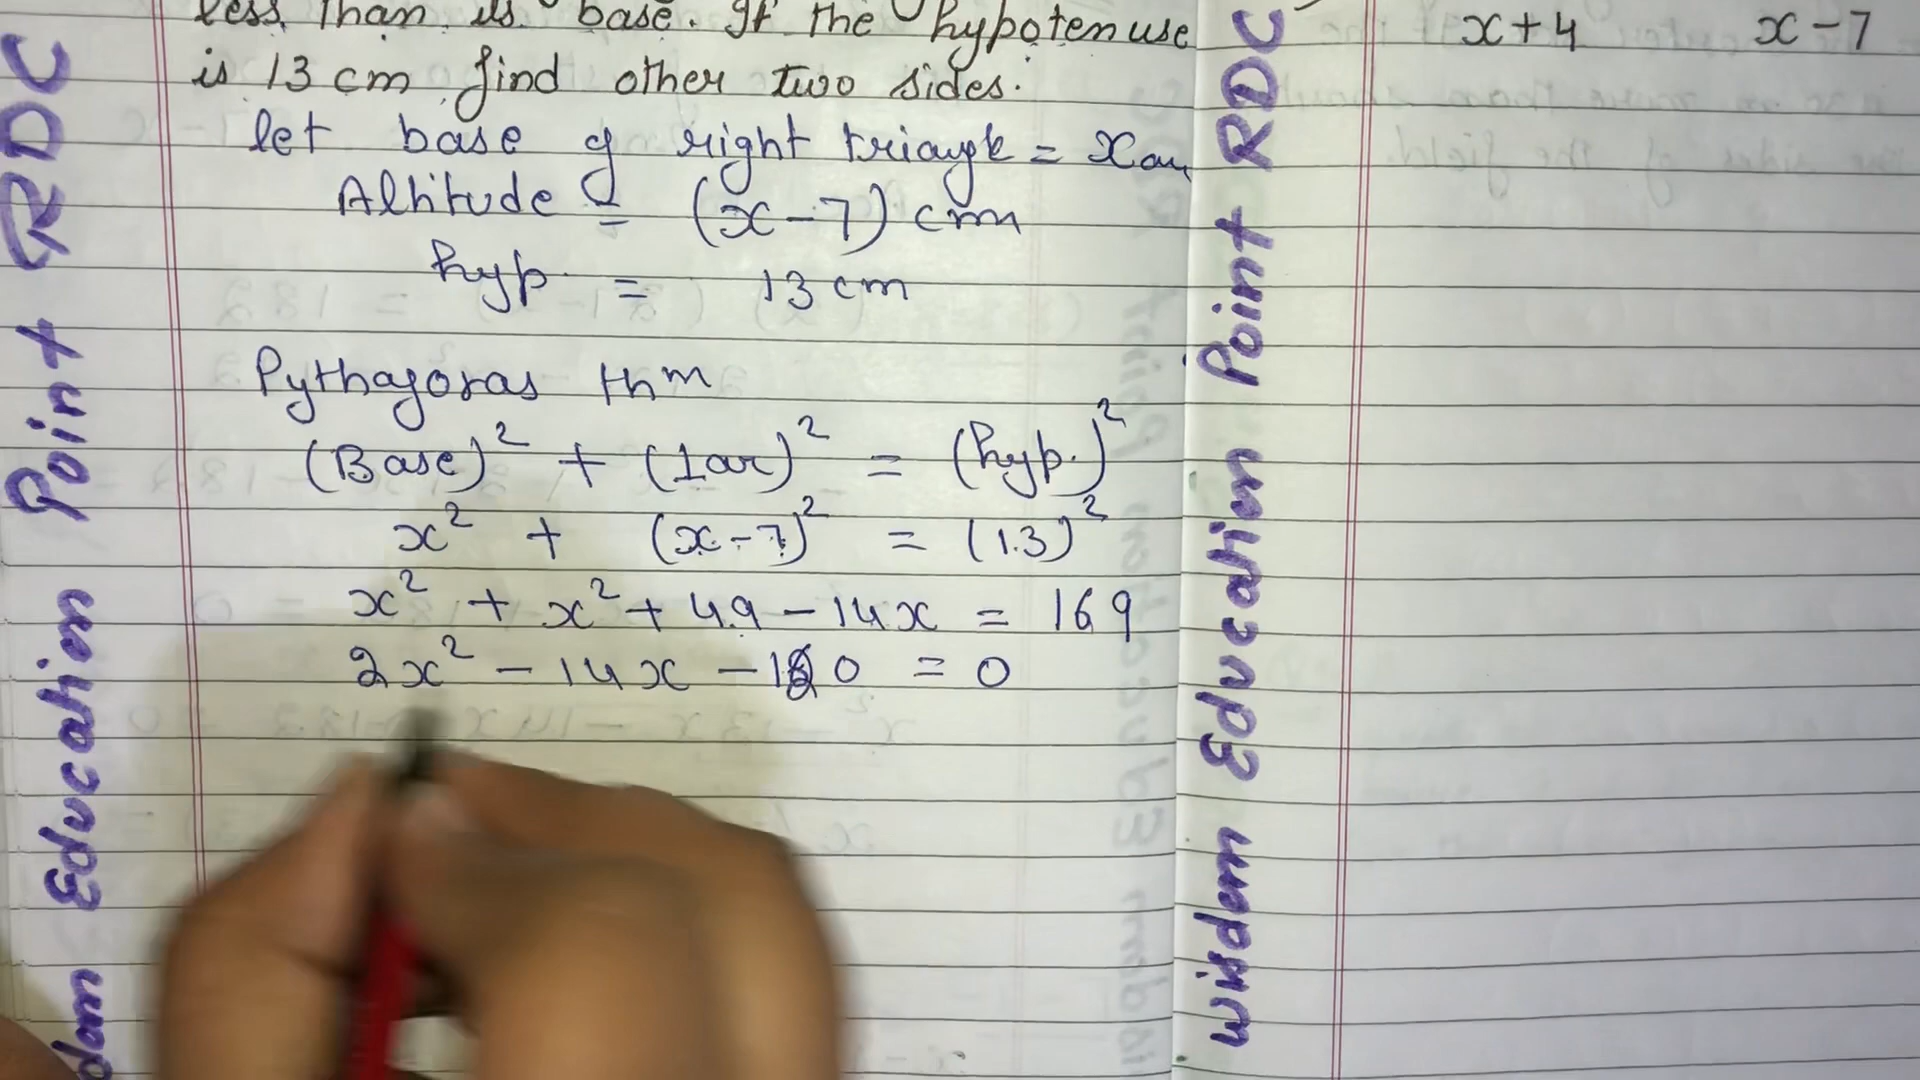 less than its base. If the hypotenuse
is 13 cm find other two sides.
let base of right triangle = x cm
Altitude = (x-7) cm
hyp. = 13 cm
Pythagoras thm
(Base)² + (lar)² = (hyp.)²
x² + (x-7)² = (13)²
x² + x² + 49 - 14x = 169
2x² - 14x - 120 = 0
x+4 x-7
Education Point RDC
Wisdom Education Point RDC